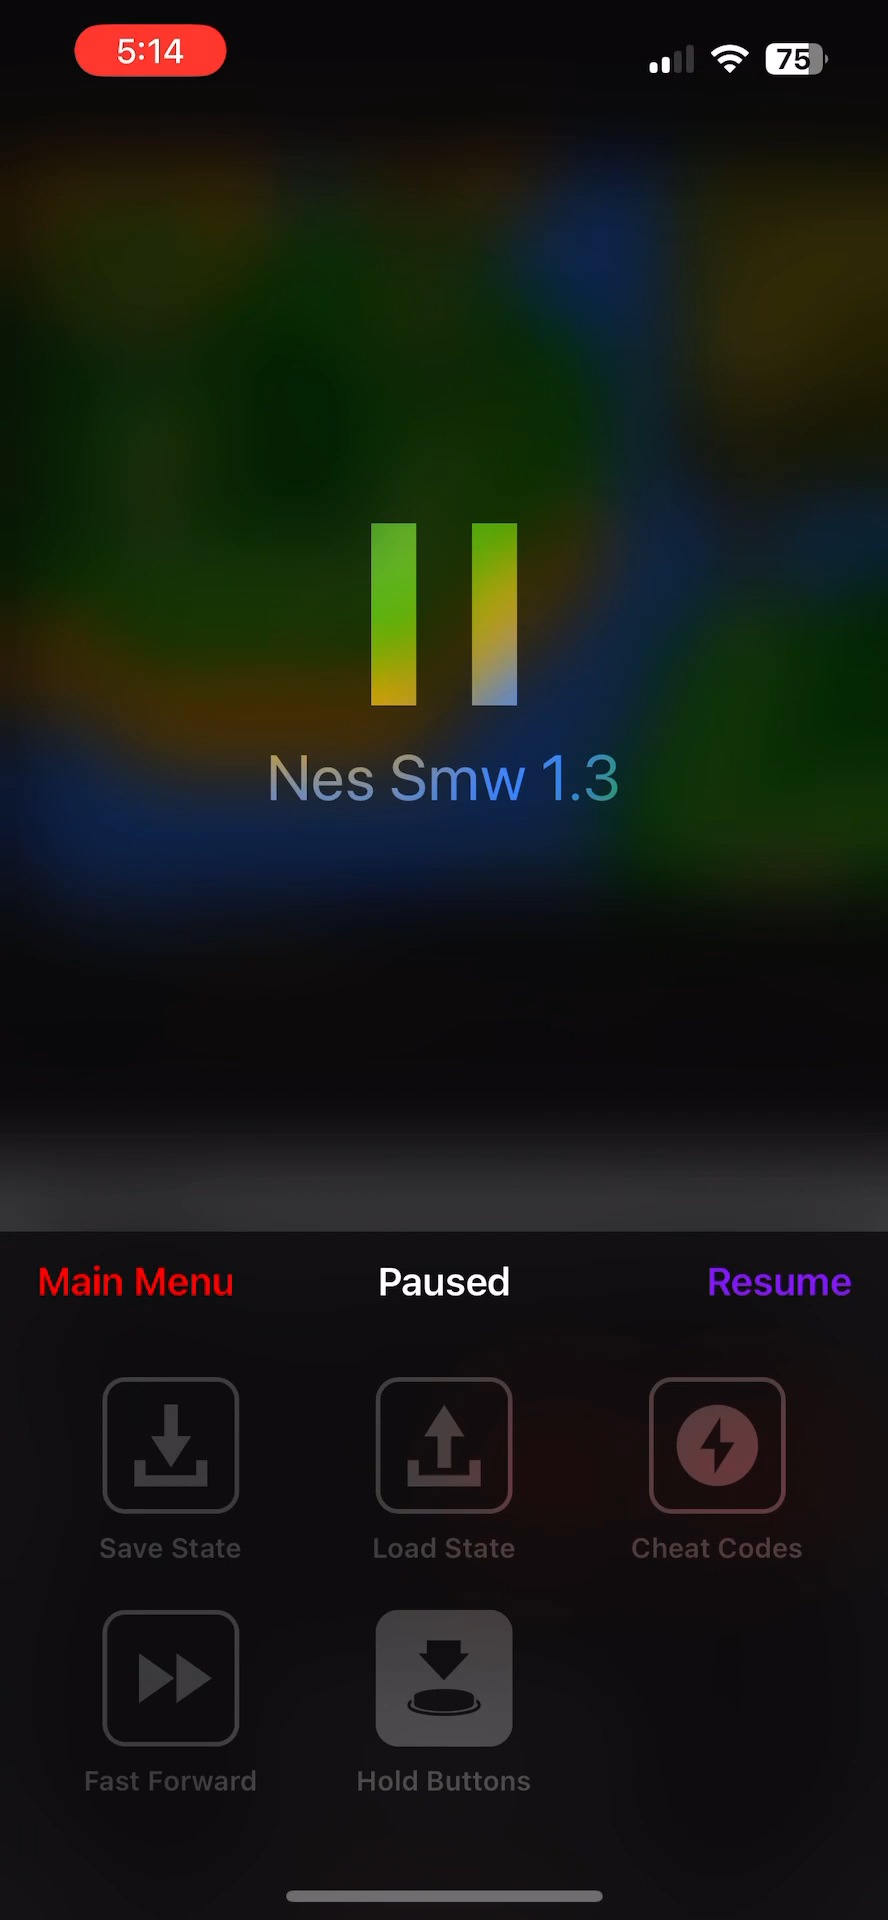 5:14
75
Nes Smw 1.3
Main Menu
Paused
Resume
Save State
Load State
Cheat Codes
Fast Forward
Hold Buttons